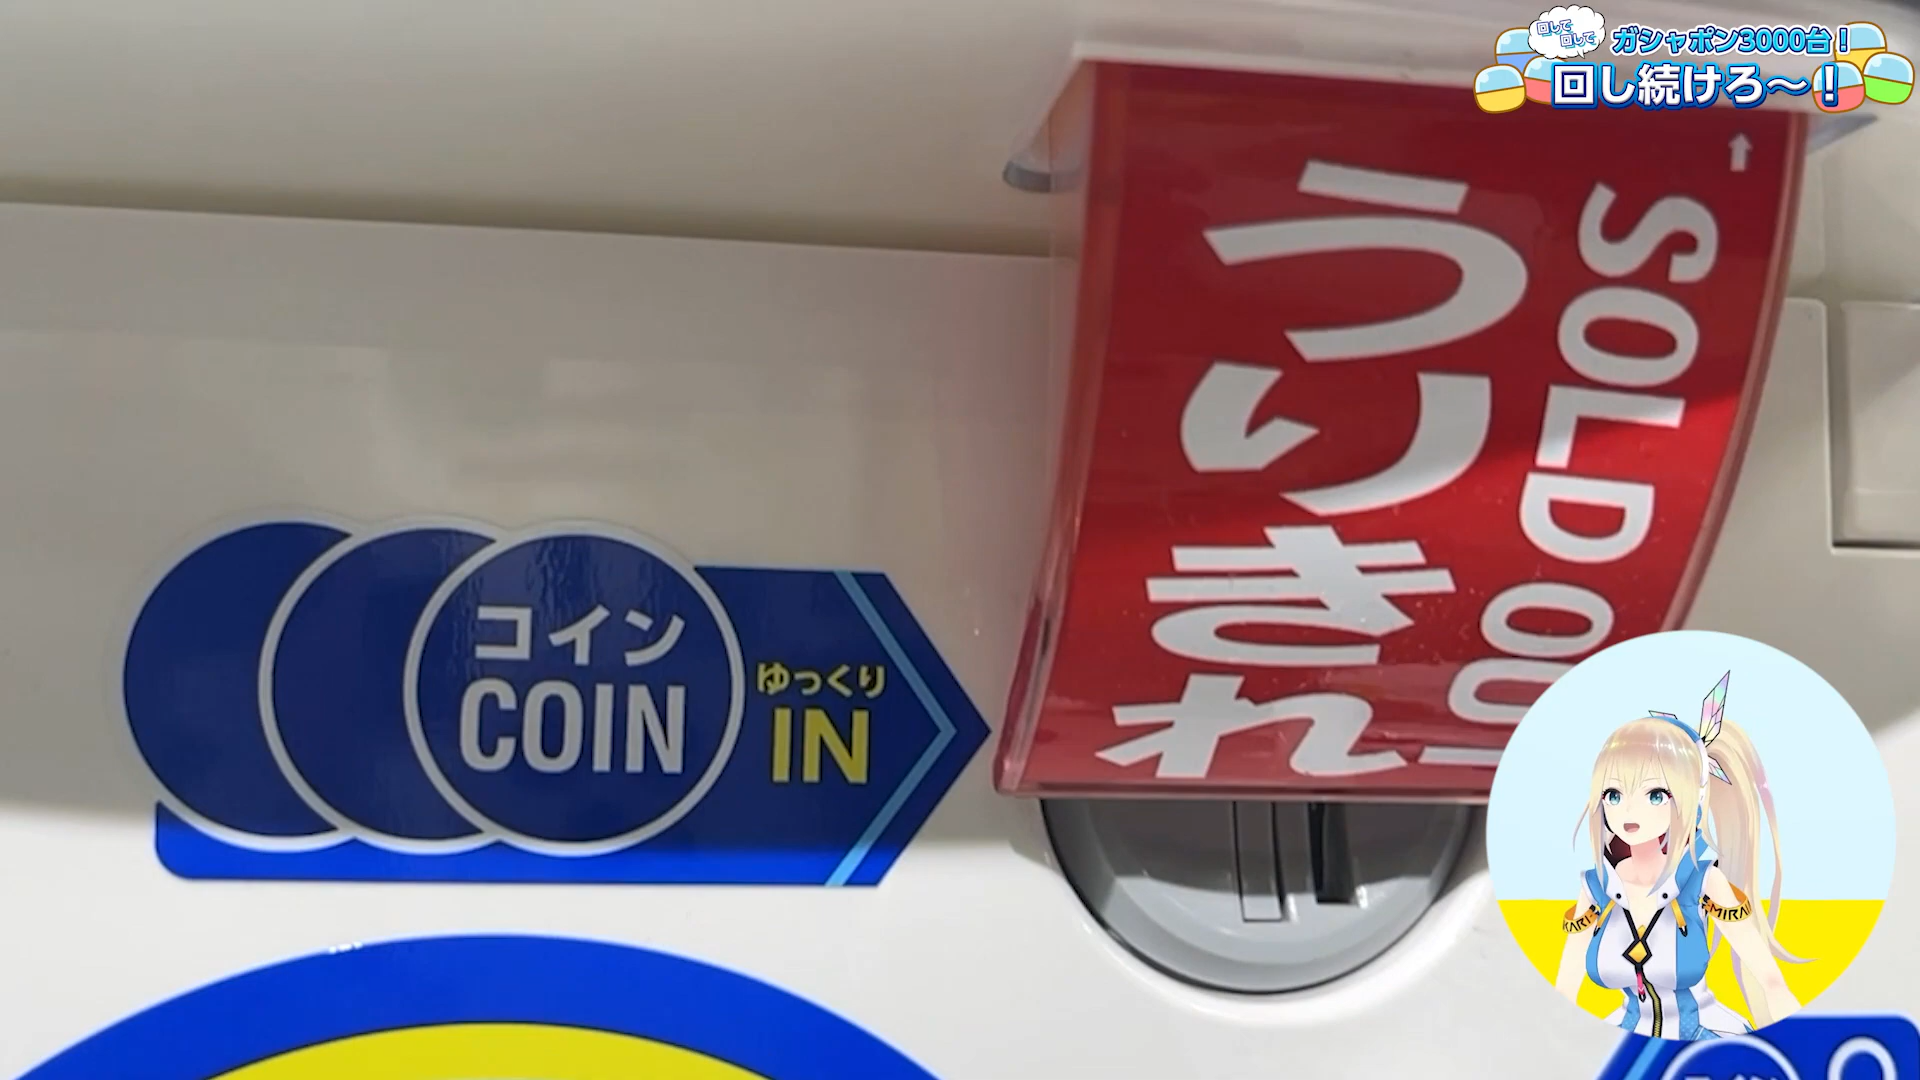 回して
回して
ガシャポン3000台！
回し続けろ～！
SOLD OUT
うりきれ
コイン
COIN
ゆっくり
IN
KARI
EMIRAI